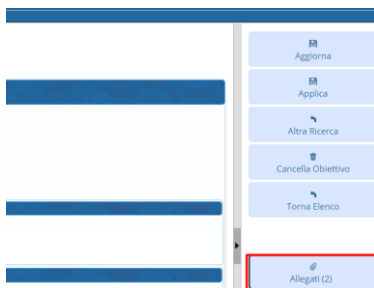 Aggiorna
Applica
Altra Ricerca
Cancella Obiettivo
Torna Elenco
Allegati (2)